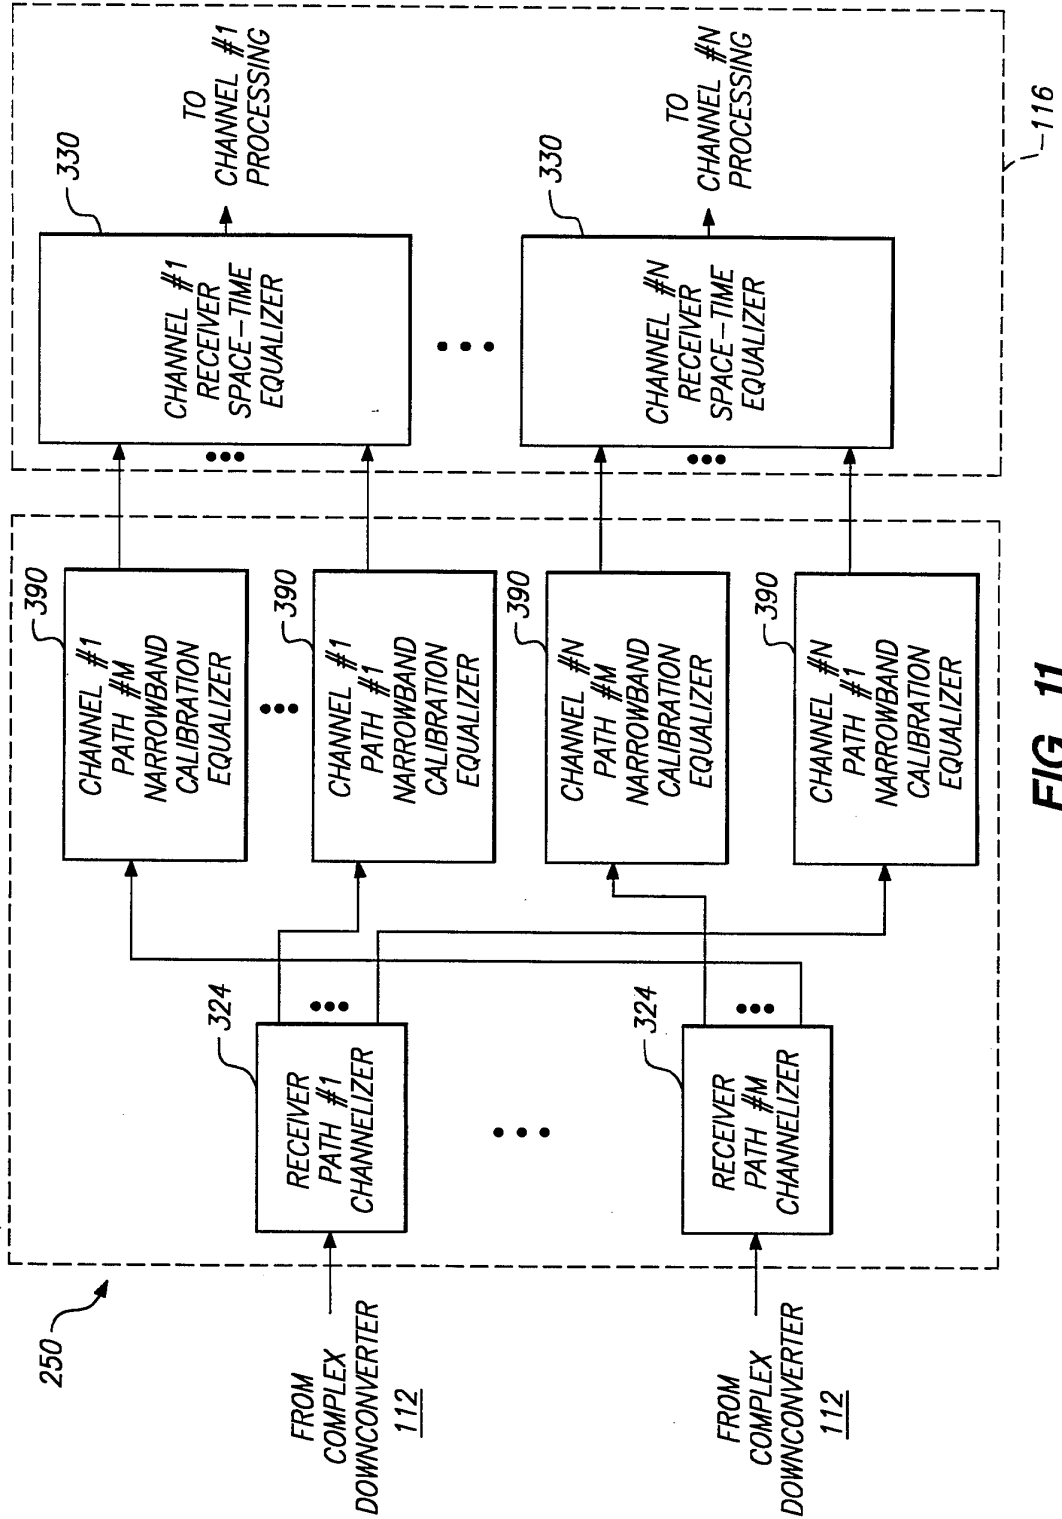 250
FROM
COMPLEX
DOWNCONVERTER
112
FROM
COMPLEX
DOWNCONVERTER
112
324
RECEIVER
PATH #1
CHANNELIZER
324
RECEIVER
PATH #M
CHANNELIZER
390
CHANNEL #1
PATH #M
NARROWBAND
CALIBRATION
EQUALIZER
390
CHANNEL #1
PATH #1
NARROWBAND
CALIBRATION
EQUALIZER
390
CHANNEL #N
PATH #M
NARROWBAND
CALIBRATION
EQUALIZER
390
CHANNEL #N
PATH #1
NARROWBAND
CALIBRATION
EQUALIZER
330
CHANNEL #1
RECEIVER
SPACE-TIME
EQUALIZER
330
CHANNEL #N
RECEIVER
SPACE-TIME
EQUALIZER
TO
CHANNEL #1
PROCESSING
TO
CHANNEL #N
PROCESSING
116
FIG. 11